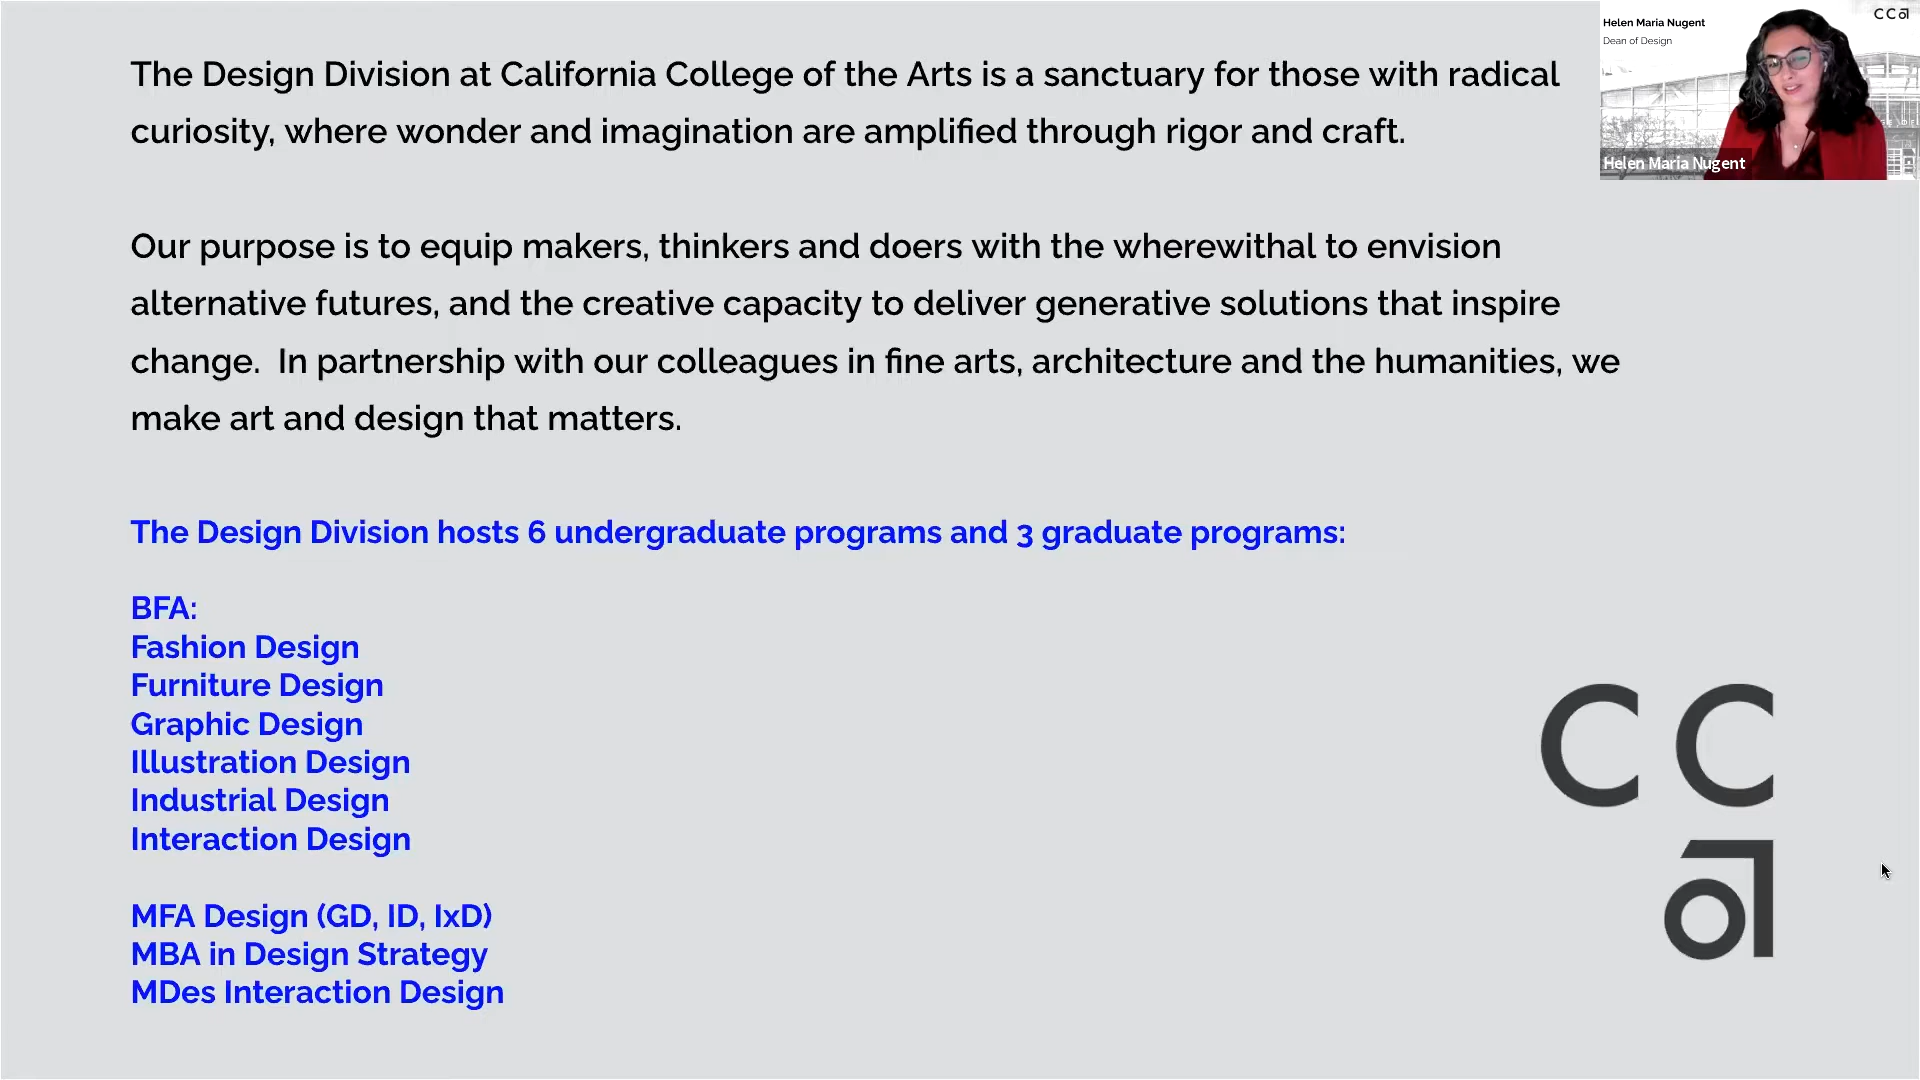 The Design Division at California College of the Arts is a sanctuary for those with radical
curiosity, where wonder and imagination are amplified through rigor and craft.
Our purpose is to equip makers, thinkers and doers with the wherewithal to envision
alternative futures, and the creative capacity to deliver generative solutions that inspire
change.  In partnership with our colleagues in fine arts, architecture and the humanities, we
make art and design that matters.
The Design Division hosts 6 undergraduate programs and 3 graduate programs:
BFA:
Fashion Design
Furniture Design
Graphic Design
Illustration Design
Industrial Design
Interaction Design
MFA Design (GD, ID, IxD)
MBA in Design Strategy
MDes Interaction Design
Helen Maria Nugent
Dean of Design
cca
Helen Maria Nugent
cc
a